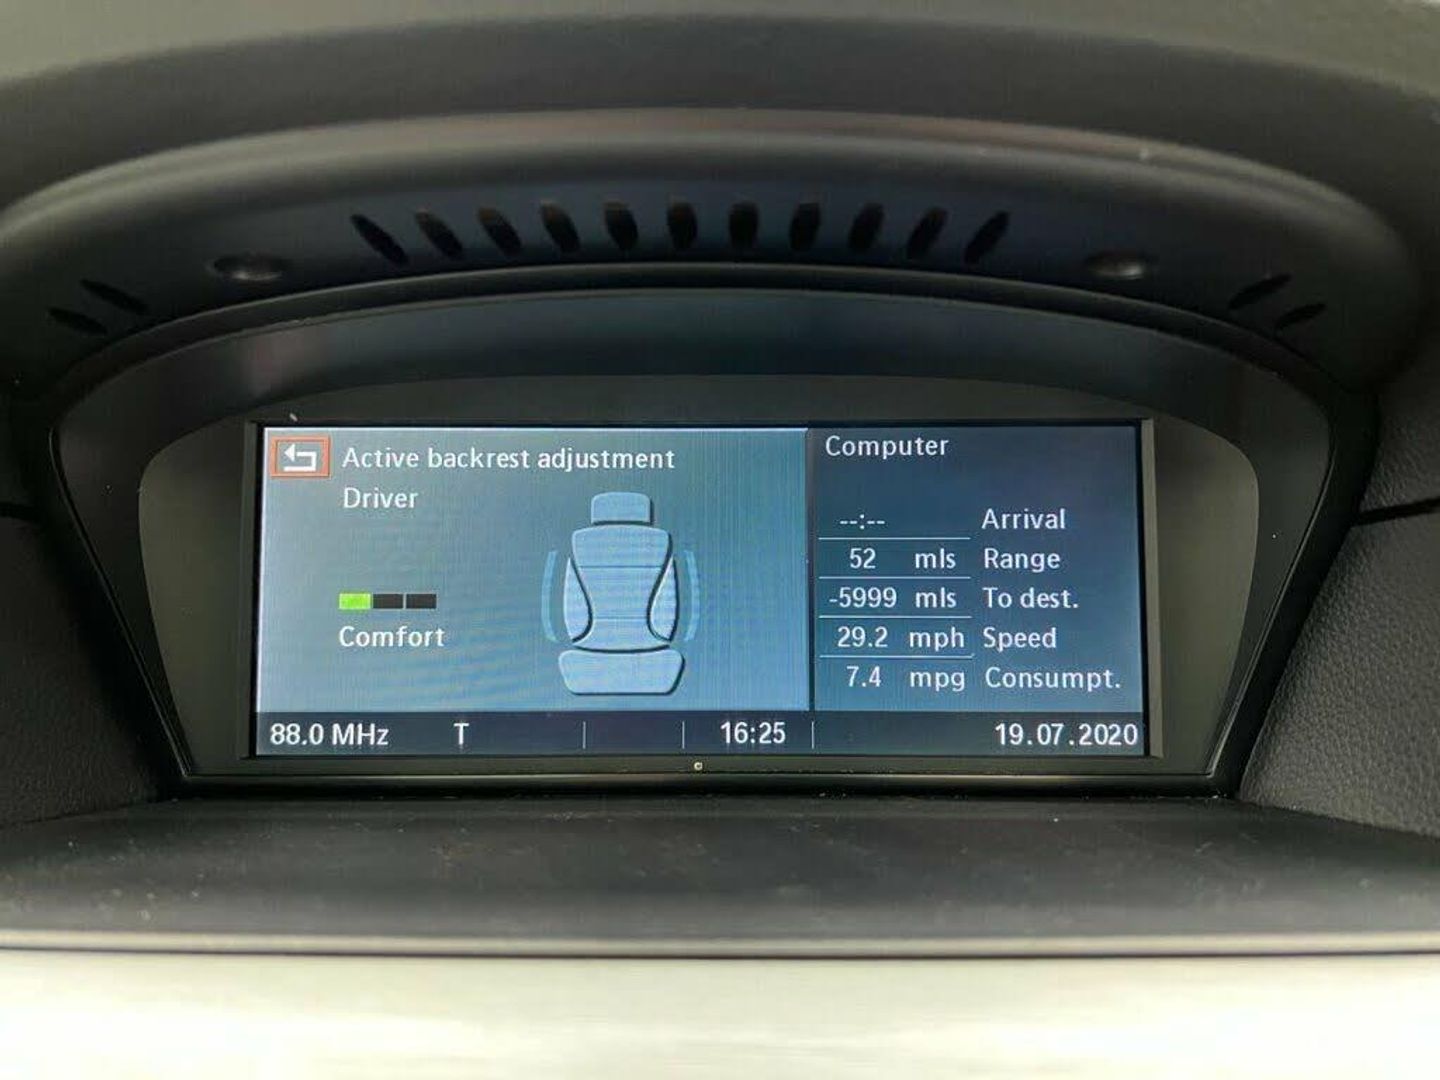 Active backrest adjustment
Driver
Comfort
Computer
--:-- Arrival
52 mls Range
-5999 mls To dest.
29.2 mph Speed
7.4 mpg Consumpt.
88.0 MHz T 16:25 19.07.2020